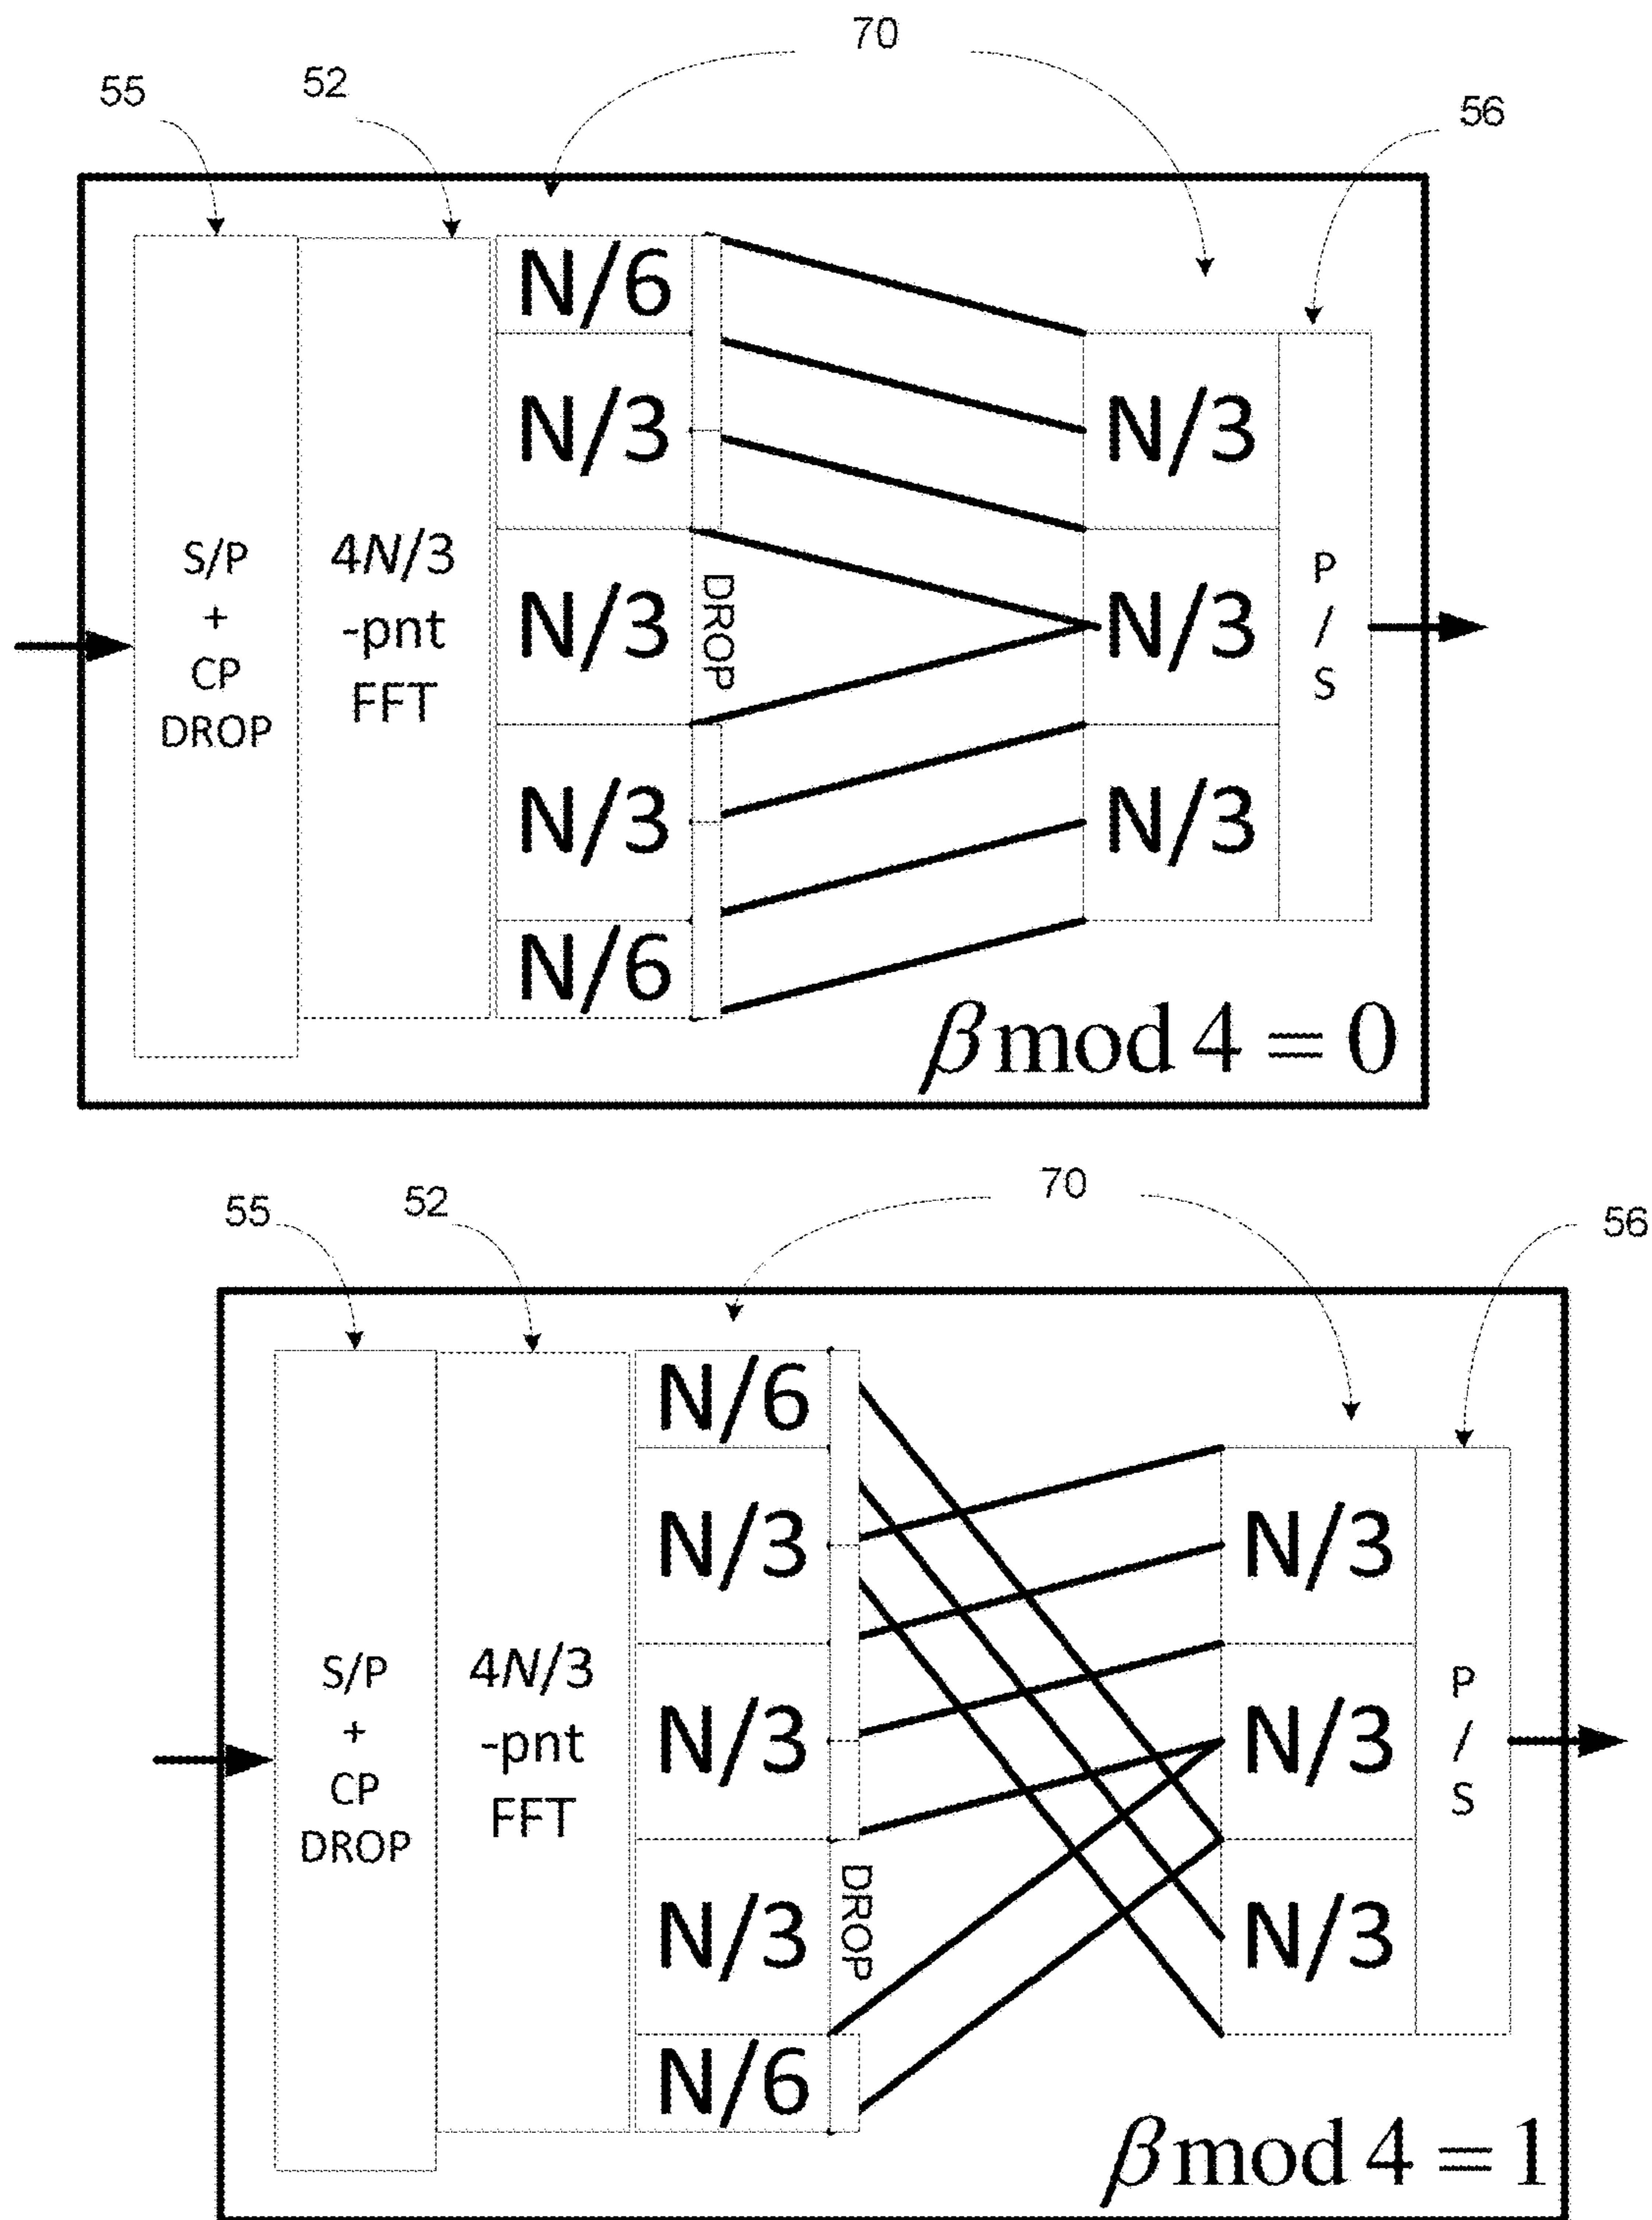 70
55
52
56
N/6
N/3
N/3
N/3
N/6
S/P
+
CP
DROP
4N/3
-pnt
FFT
DROP
N/3
N/3
N/3
P
/
S
β mod 4 = 0
70
55
52
56
N/6
N/3
N/3
N/3
N/6
S/P
+
CP
DROP
4N/3
-pnt
FFT
DROP
N/3
N/3
N/3
P
/
S
β mod 4 = 1